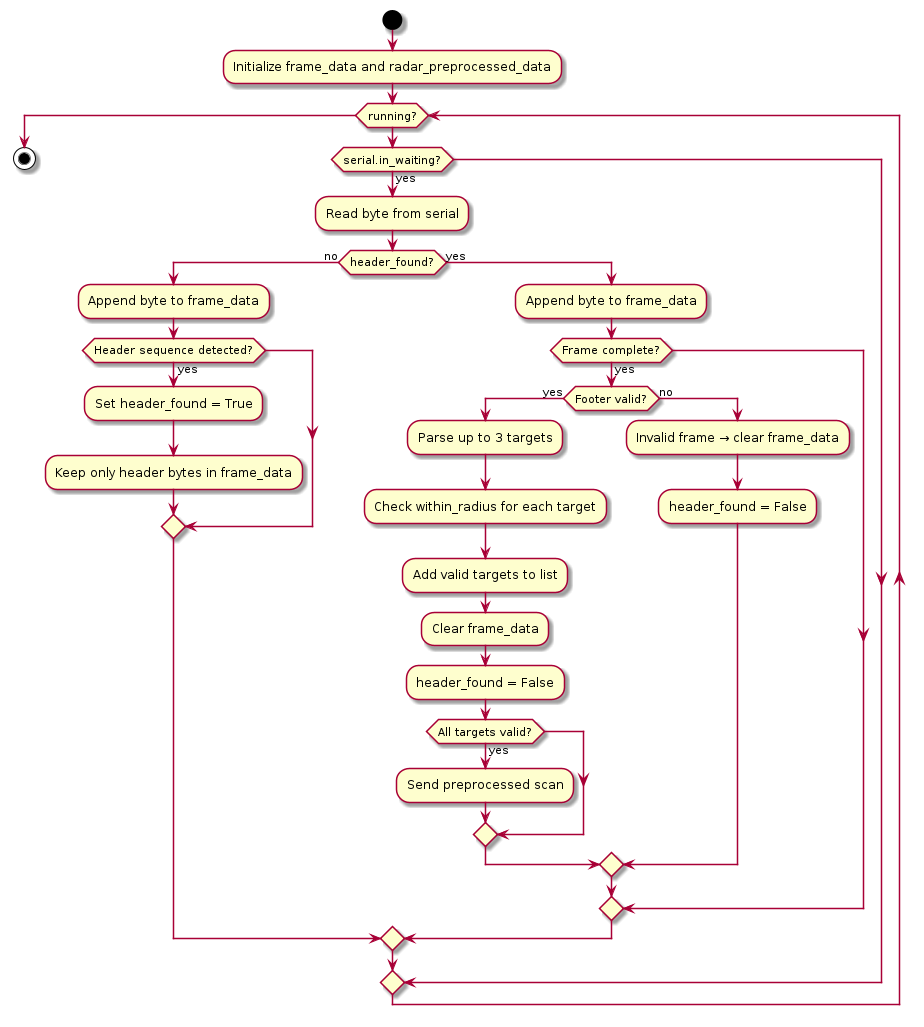 Initialize frame_data and radar_preprocessed_data
running?
serial.in_waiting?
yes
Read byte from serial
no
header_found?
yes
Append byte to frame_data
Header sequence detected?
yes
Set header_found = True
Keep only header bytes in frame_data
Append byte to frame_data
Frame complete?
yes
yes
Footer valid?
no
Parse up to 3 targets
Check within_radius for each target
Add valid targets to list
Clear frame_data
header_found = False
All targets valid?
yes
Send preprocessed scan
Invalid frame → clear frame_data
header_found = False